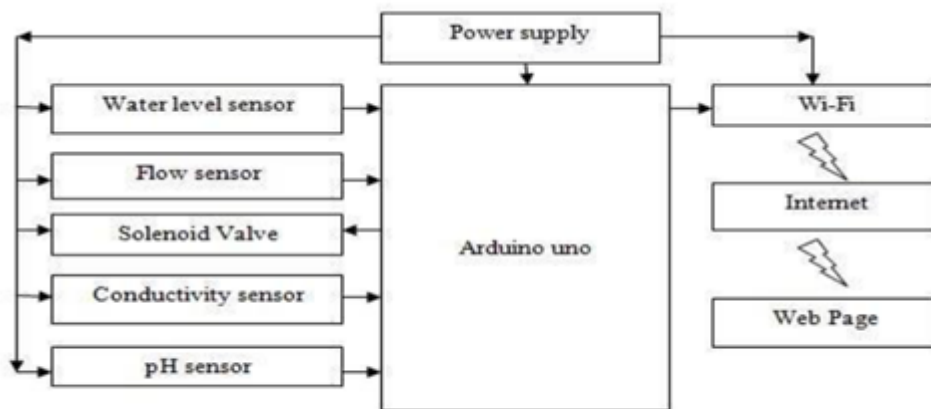 Power supply
Water level sensor
Wi-Fi
Flow sensor
Internet
Solenoid Valve
Arduino uno
Conductivity sensor
Web Page
pH sensor